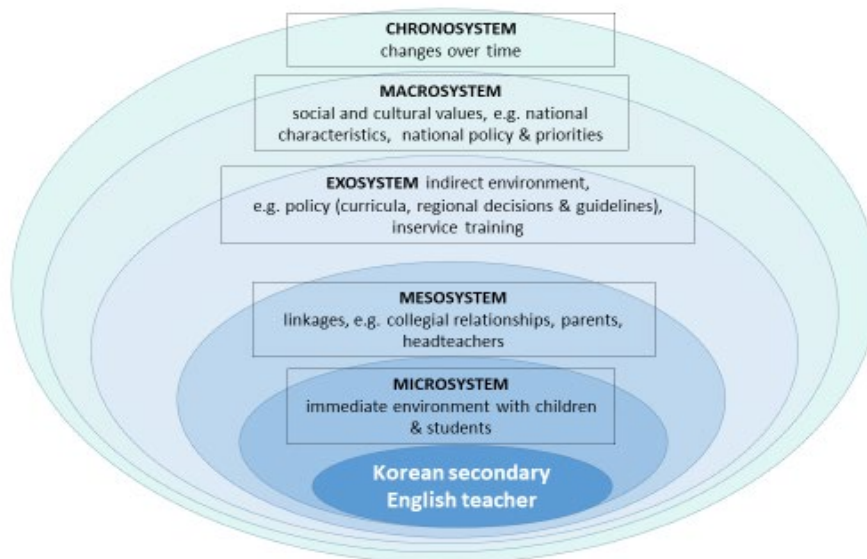 CHRONOSYSTEM
changes over time
MACROSYSTEM
social and cultural values, e.g. national
characteristics, national policy & priorities
EXOSYSTEM indirect environment,
e.g. policy (curricula, regional decisions & guidelines),
inservice training
MESOSYSTEM
linkages, e.g. collegial relationships, parents,
headteachers
MICROSYSTEM
immediate environment with children
& students
Korean secondary
English teacher